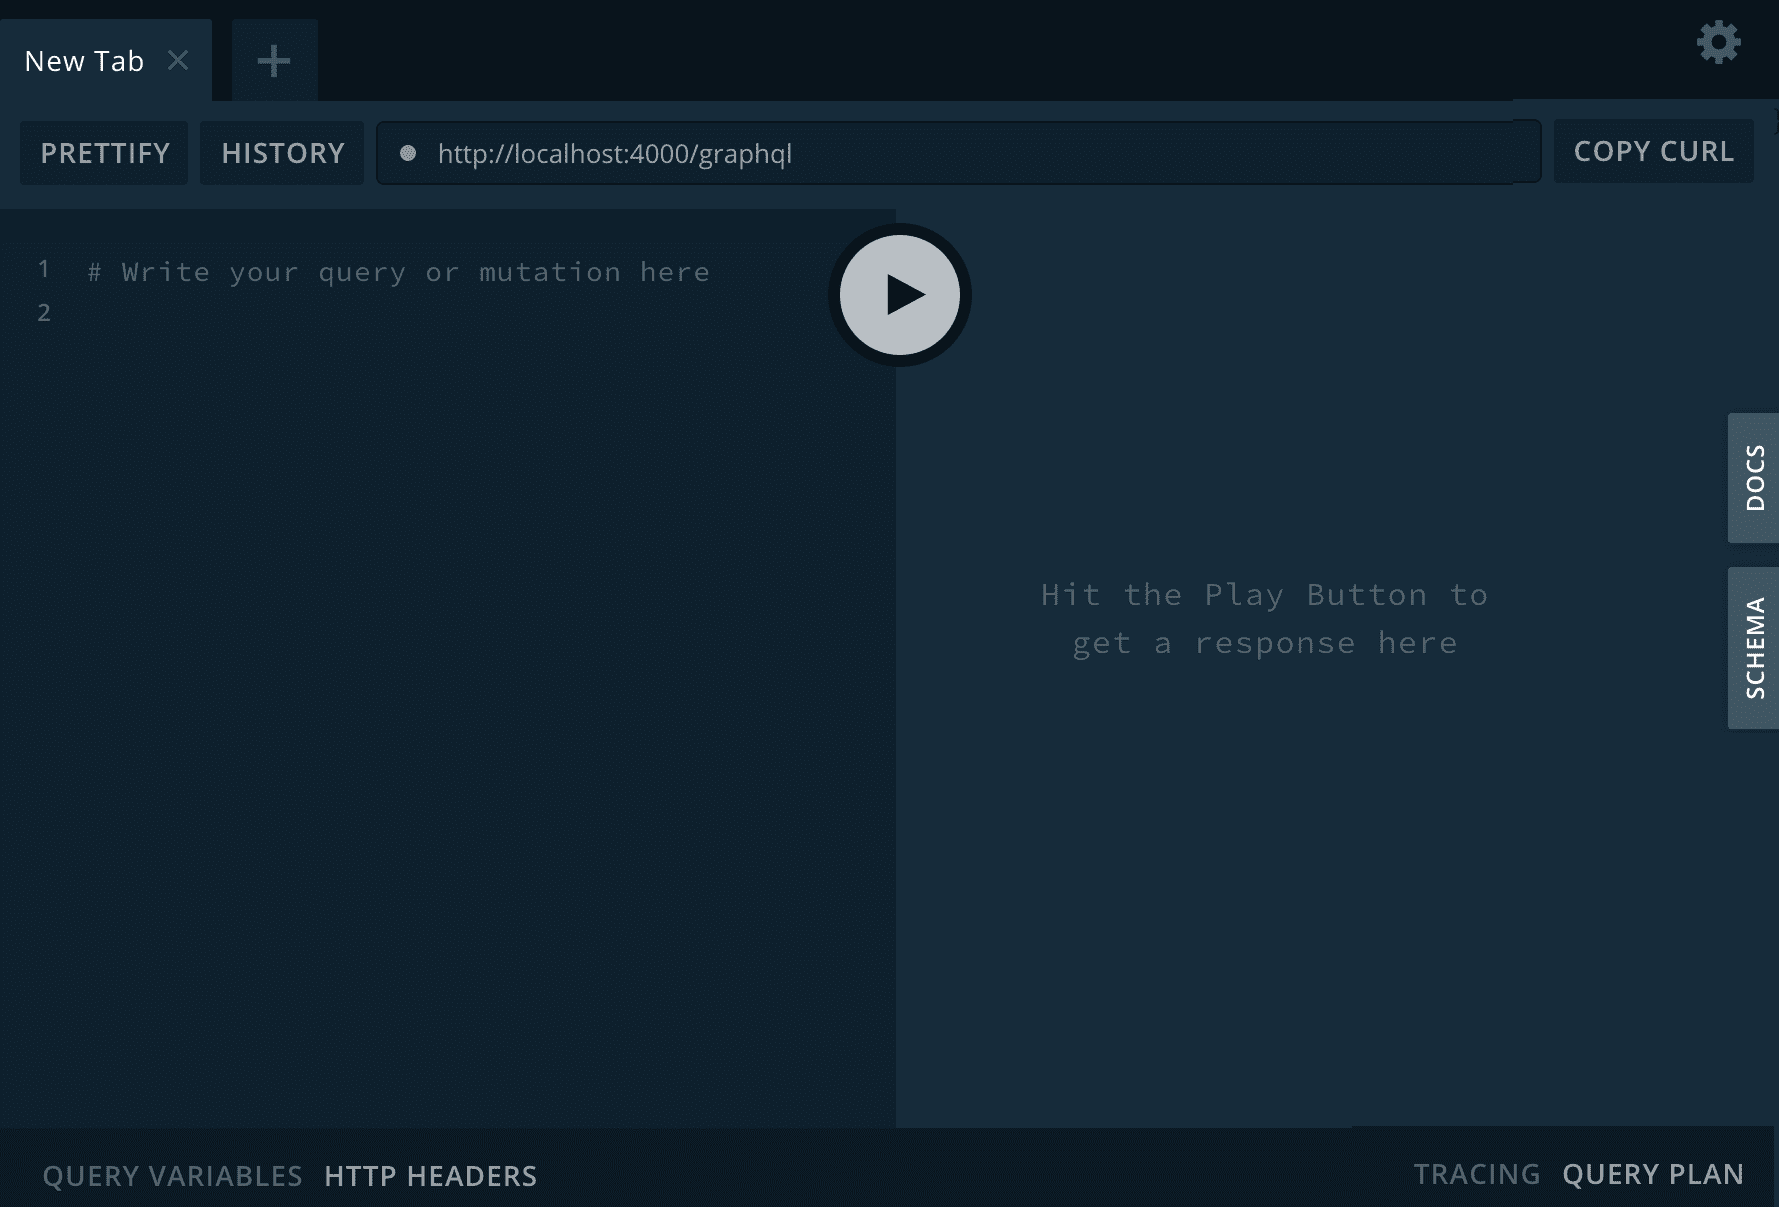 New Tab
PRETTIFY
HISTORY
http://localhost:4000/graphql
COPY CURL
1 # Write your query or mutation here
2
Hit the Play Button to
get a response here
DOCS
SCHEMA
QUERY VARIABLES HTTP HEADERS
TRACING QUERY PLAN